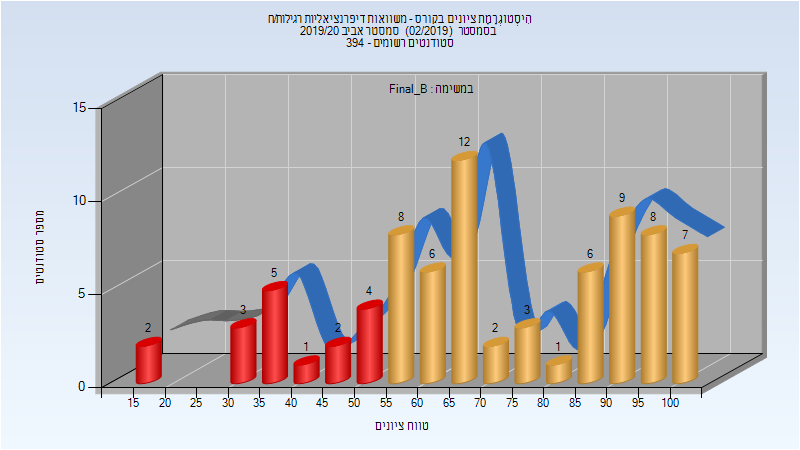 היסטוגרמת ציונים בקורס - משוואות דיפרנציאליות רגילות/ח
בסמסטר (02/2019) סמסטר אביב 2019/20
סטודנטים רשומים - 394
במשימה : Final_B
15
10
5
0
מספר סטודנטים
2
3
5
1
2
4
8
6
12
2
3
1
6
9
8
7
15 20 25 30 35 40 45 50 55 60 65 70 75 80 85 90 95 100
טווח ציונים